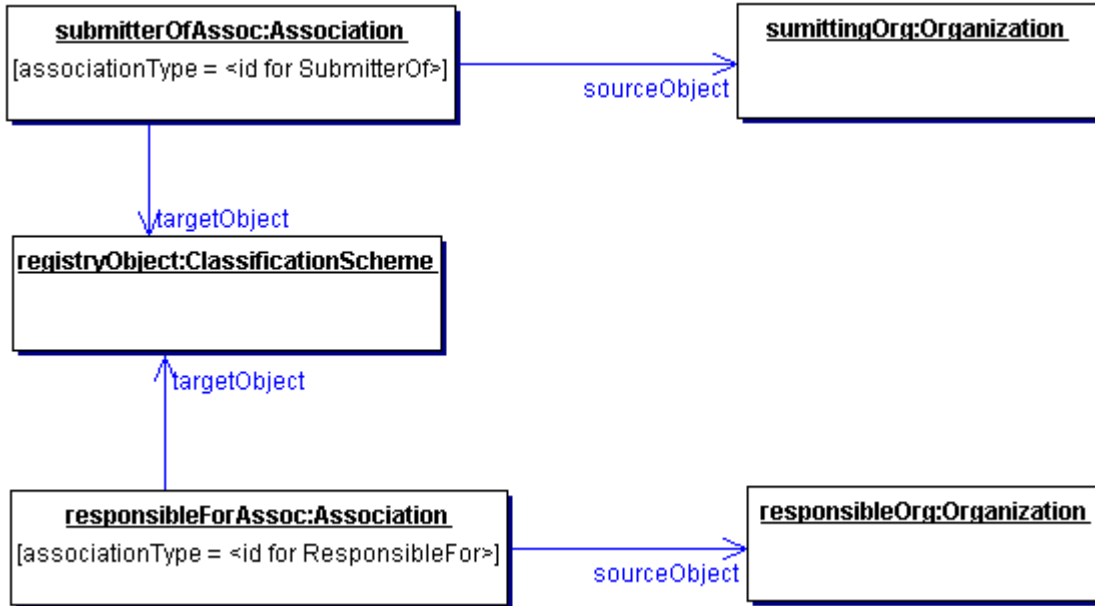 submitterOfAssoc:Association
[associationType = <id for SubmitterOf>]
sumittingOrg:Organization
sourceObject
targetObject
registryObject:ClassificationScheme
targetObject
responsibleForAssoc:Association
[associationType = <id for ResponsibleFor>]
responsibleOrg:Organization
sourceObject